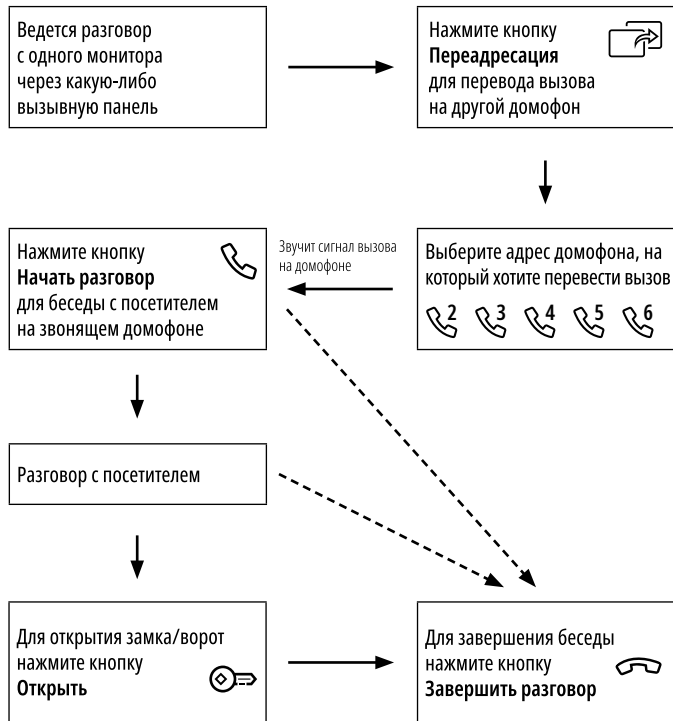 Ведется разговор
с одного монитора
через какую-либо
вызывную панель
Нажмите кнопку
Переадресация
для перевода вызова
на другой домофон
Выберите адрес домофона, на
который хотите перевести вызов
2 3 4 5 6
Звучит сигнал вызова
на домофоне
Нажмите кнопку
Начать разговор
для беседы с посетителем
на звонящем домофоне
Разговор с посетителем
Для открытия замка/ворот
нажмите кнопку
Открыть
Для завершения беседы
нажмите кнопку
Завершить разговор